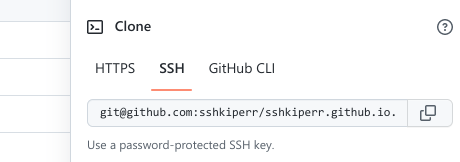 Clone
HTTPS SSH GitHub CLI
git@github.com:sshkiperr/sshkiperr.github.io.
Use a password-protected SSH key.